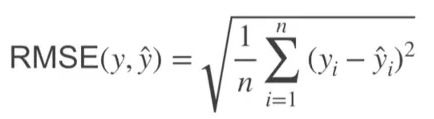 RMSE(y, ŷ) = √(1/n ∑_{i=1}^{n} (y_i − ŷ_i)²)